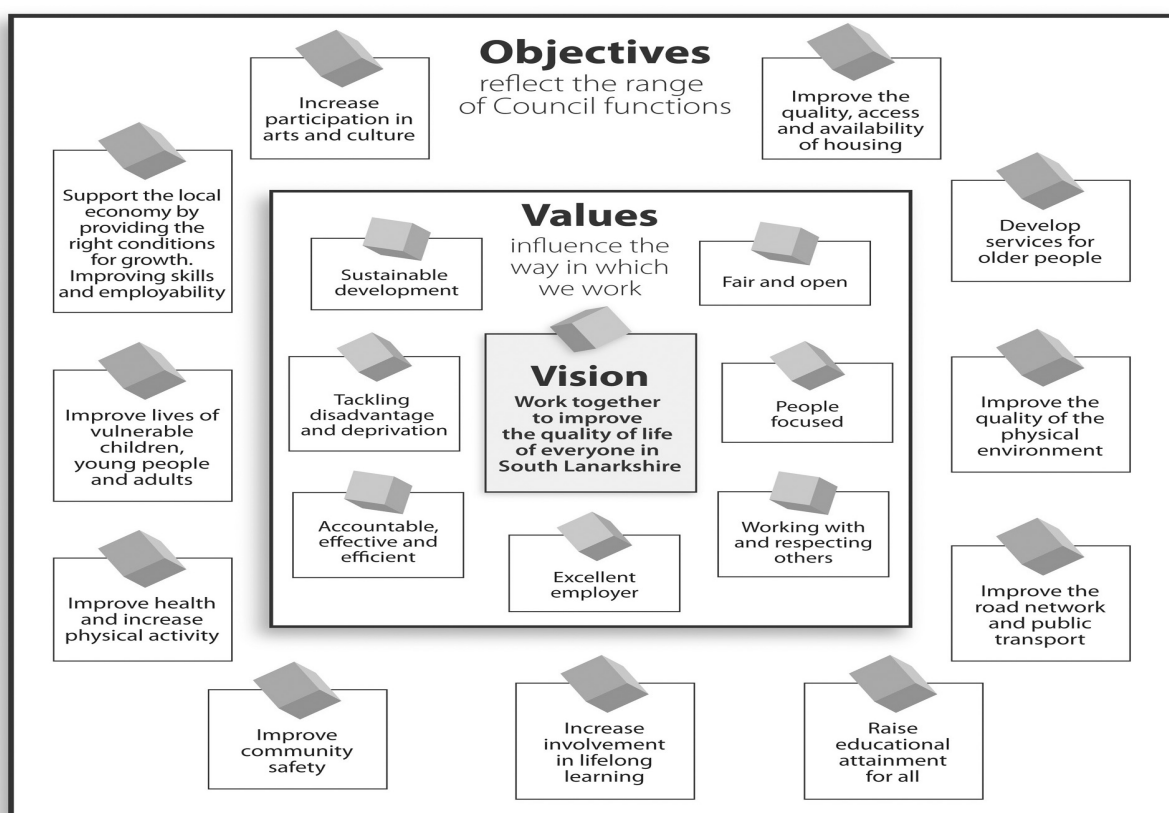 Objectives
reflect the range
of Council functions
Increase
participation in
arts and culture
Improve the
quality, access
and availability
of housing
Support the local
economy by
providing the
right conditions
for growth.
Improving skills
and employability
Develop
services for
older people
Improve lives of
vulnerable
children,
young people
and adults
Improve the
quality of the
physical
environment
Improve health
and increase
physical activity
Improve the
road network
and public
transport
Improve
community
safety
Increase
involvement
in lifelong
learning
Raise
educational
attainment
for all
Values
influence the
way in which
we work
Sustainable
development
Fair and open
Tackling
disadvantage
and deprivation
People
focused
Accountable,
effective and
efficient
Excellent
employer
Working with
and respecting
others
Vision
Work together
to improve
the quality of life
of everyone in
South Lanarkshire